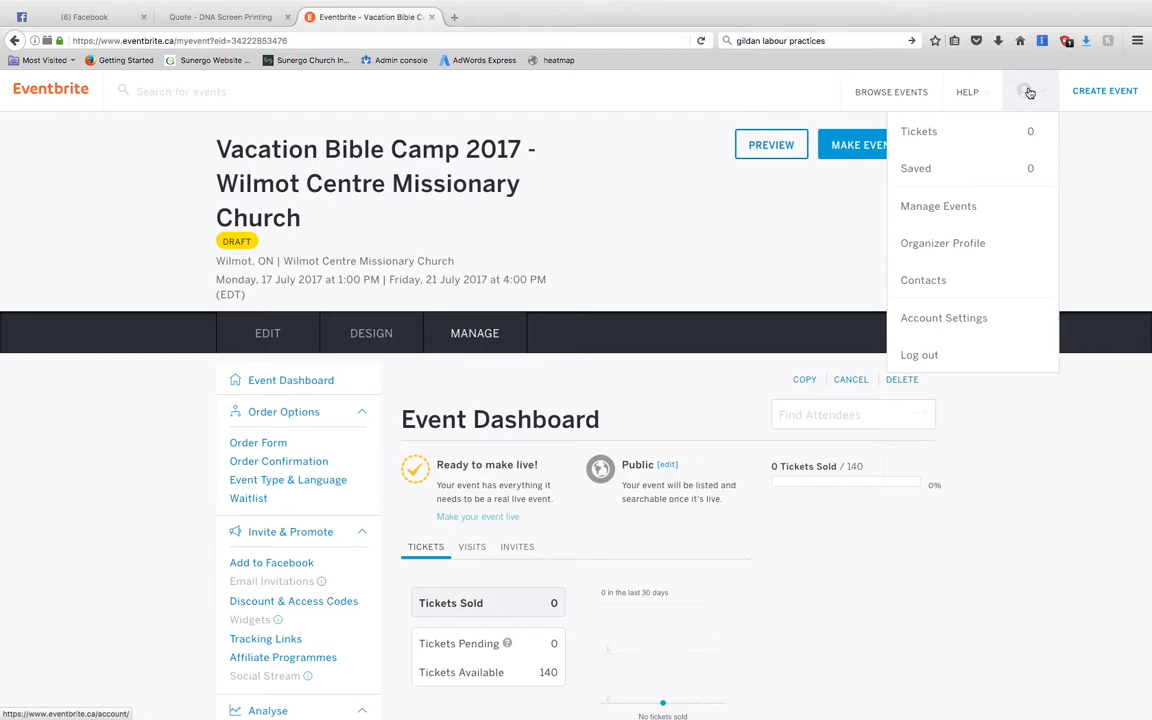 (6) Facebook
Quote - DNA Screen Printing
Eventbrite - Vacation Bible C
https://www.eventbrite.ca/myevent?eid=34222853476
gildan labour practices
Most Visited
Getting Started
Sunergo Website ...
Sunergo Church In...
Admin console
AdWords Express
heatmap
Eventbrite
Search for events
BROWSE EVENTS
HELP
CREATE EVENT
Tickets 0
Saved 0
Manage Events
Organizer Profile
Contacts
Account Settings
Log out
Vacation Bible Camp 2017 -
Wilmot Centre Missionary
Church
DRAFT
Wilmot, ON | Wilmot Centre Missionary Church
Monday, 17 July 2017 at 1:00 PM | Friday, 21 July 2017 at 4:00 PM
(EDT)
PREVIEW
MAKE EVEN
EDIT
DESIGN
MANAGE
COPY
CANCEL
DELETE
Event Dashboard
Order Options
Order Form
Order Confirmation
Event Type & Language
Waitlist
Invite & Promote
Add to Facebook
Email Invitations
Discount & Access Codes
Widgets
Tracking Links
Affiliate Programmes
Social Stream
Analyse
Event Dashboard
Find Attendees
Ready to make live!
Your event has everything it
needs to be a real live event.
Make your event live
Public [edit]
Your event will be listed and
searchable once it's live.
0 Tickets Sold / 140
0%
TICKETS
VISITS
INVITES
Tickets Sold 0
Tickets Pending 0
Tickets Available 140
0 in the last 30 days
5
0
No tickets sold
https://www.eventbrite.ca/account/